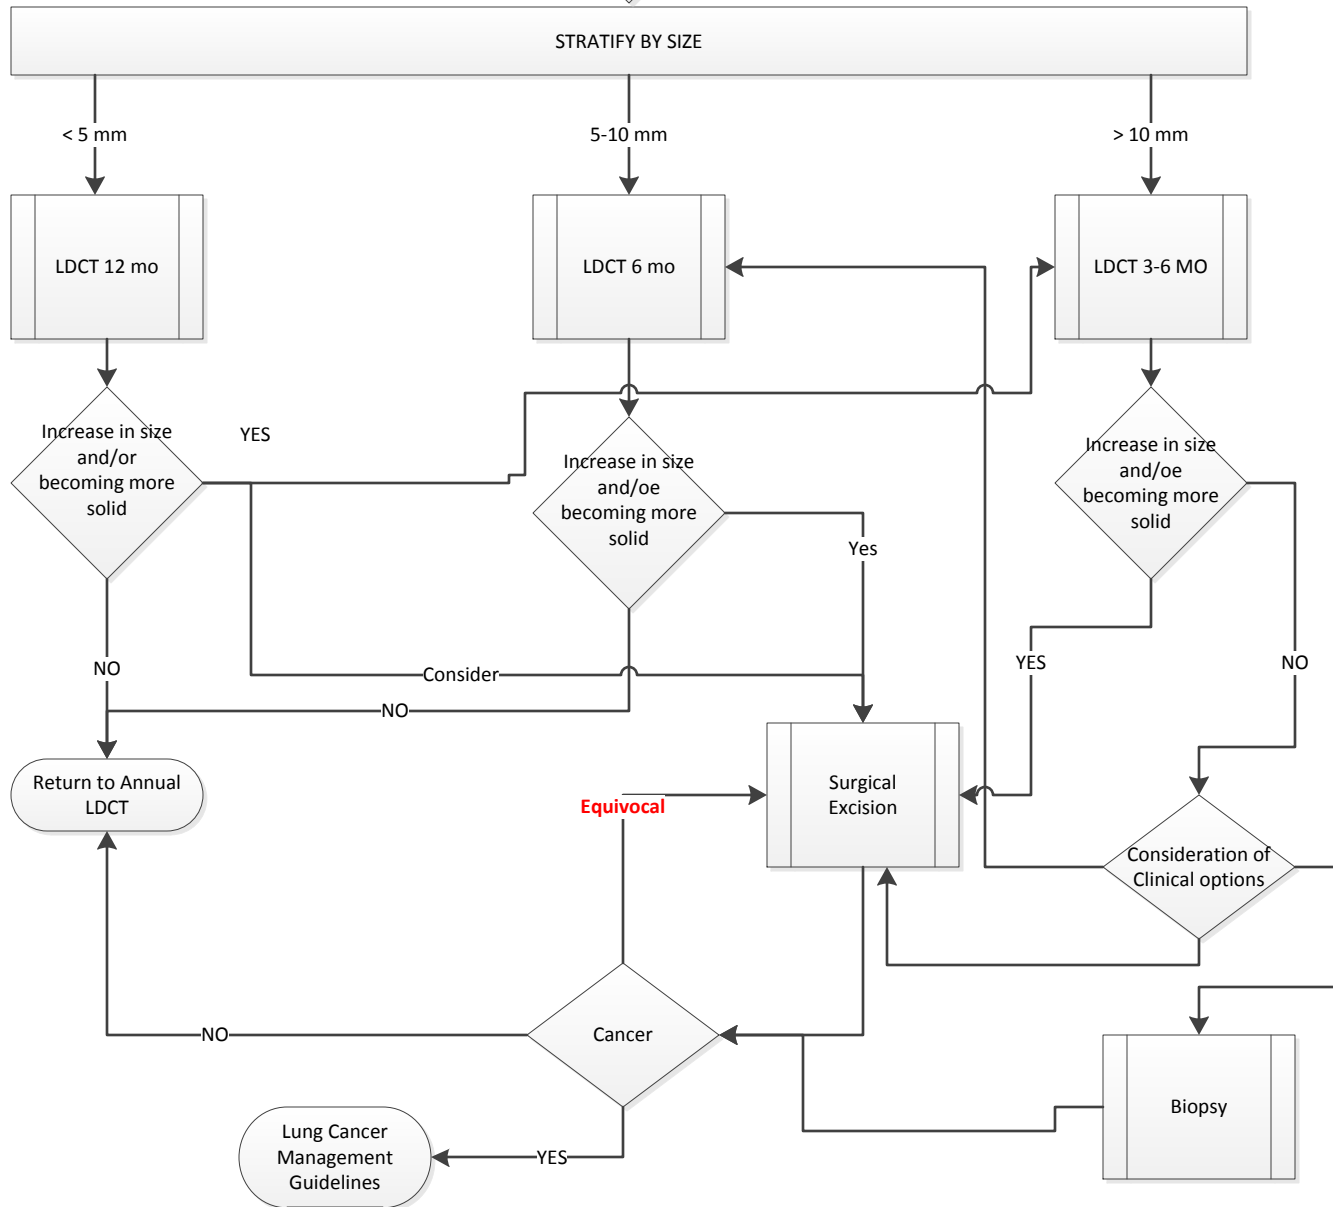 STRATIFY BY SIZE
< 5 mm
5-10 mm
> 10 mm
LDCT 12 mo
LDCT 6 mo
LDCT 3-6 MO
Increase in size
and/or
becoming more
solid
YES
Increase in size
and/oe
becoming more
solid
Yes
Increase in size
and/oe
becoming more
solid
NO
Consider
NO
YES
NO
Return to Annual
LDCT
Equivocal
Surgical
Excision
Consideration of
Clinical options
NO
Cancer
Biopsy
Lung Cancer
Management
Guidelines
YES